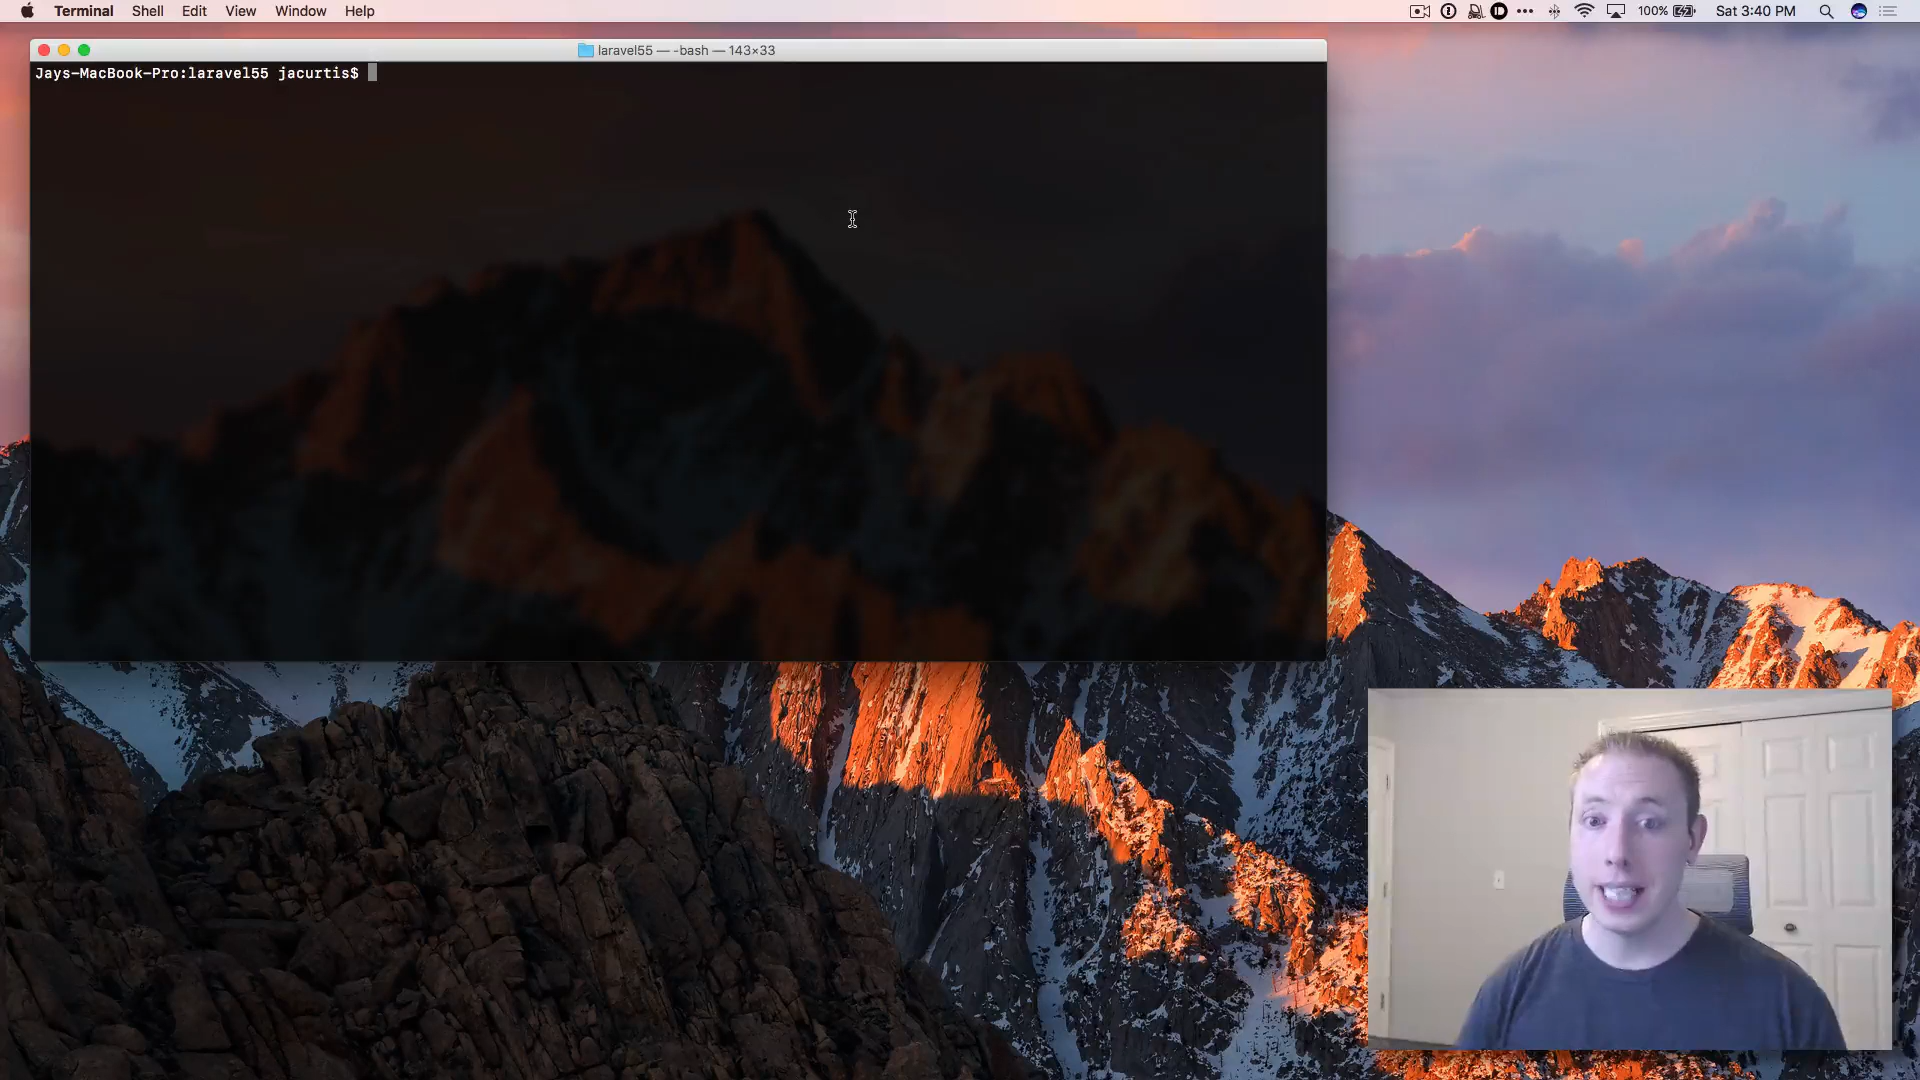 Terminal Shell Edit View Window Help 100% Sat 3:40 PM
laravel55 — -bash — 143×33
Jays-MacBook-Pro:laravel55 jacurtis$